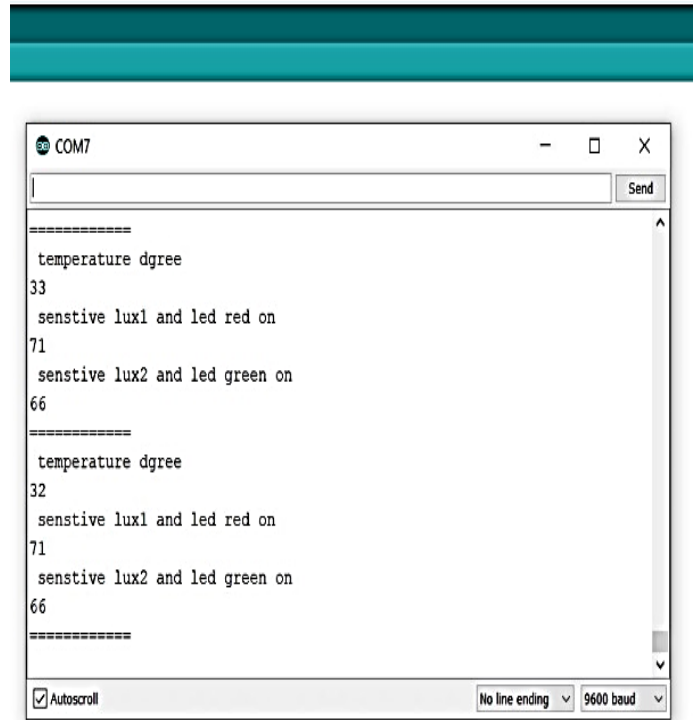 COM7
Send
============
temperature dgree
33
senstive lux1 and led red on
71
senstive lux2 and led green on
66
============
temperature dgree
32
senstive lux1 and led red on
71
senstive lux2 and led green on
66
============
Autoscroll No line ending 9600 baud